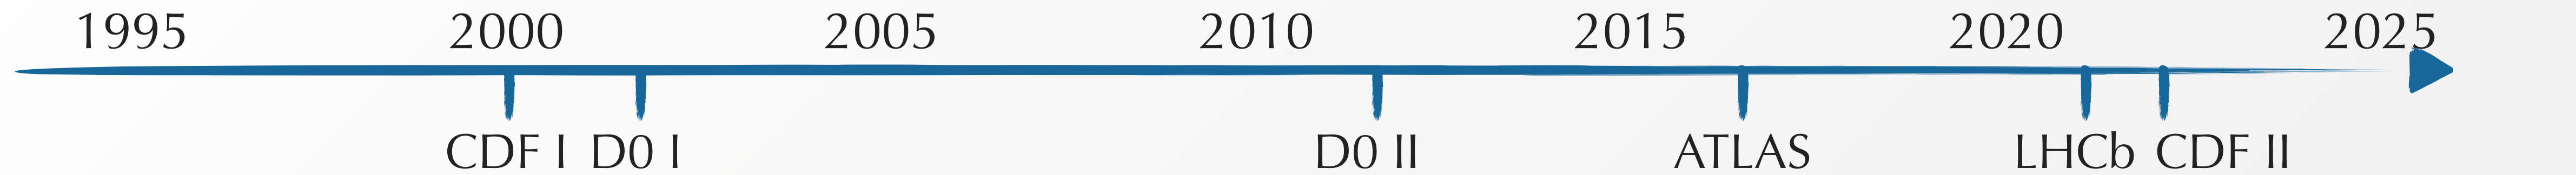 1995 2000 2005 2010 2015 2020 2025
CDF I D0 I D0 II ATLAS LHCb CDF II